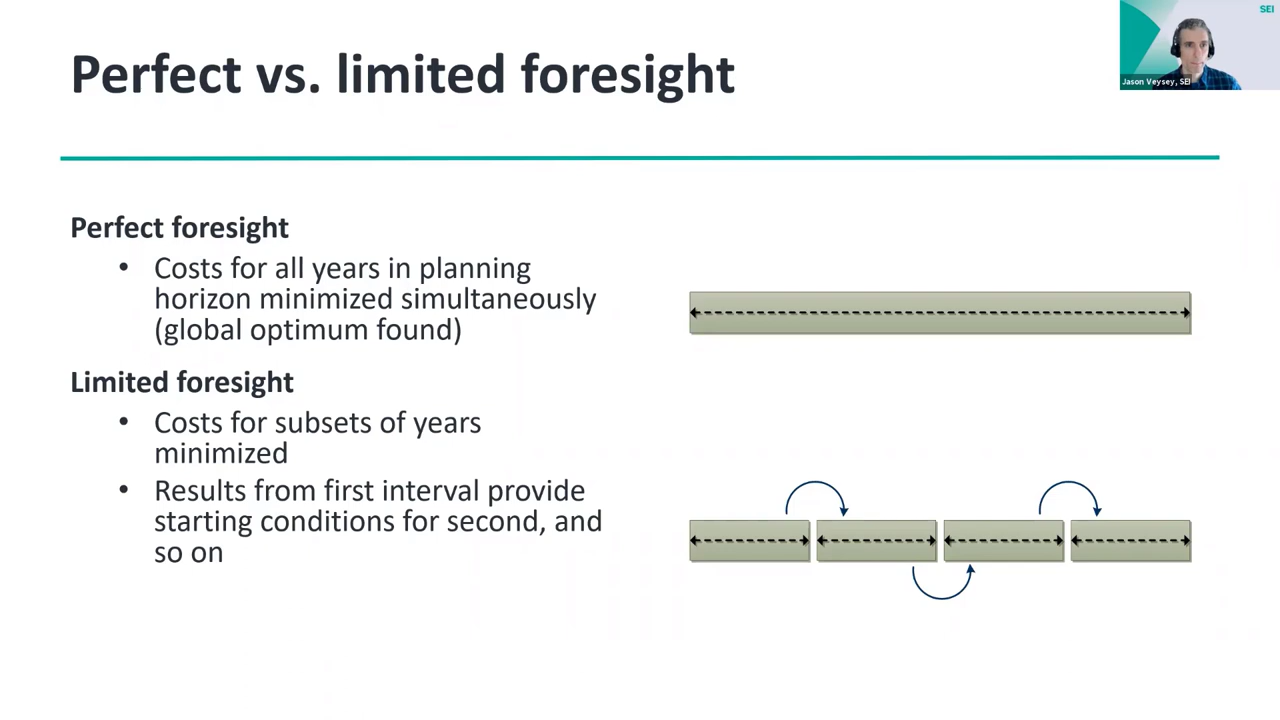 SEI
Perfect vs. limited foresight
Jason Veysey, SEI
Perfect foresight
• Costs for all years in planning
horizon minimized simultaneously
(global optimum found)
Limited foresight
• Costs for subsets of years
minimized
• Results from first interval provide
starting conditions for second, and
so on